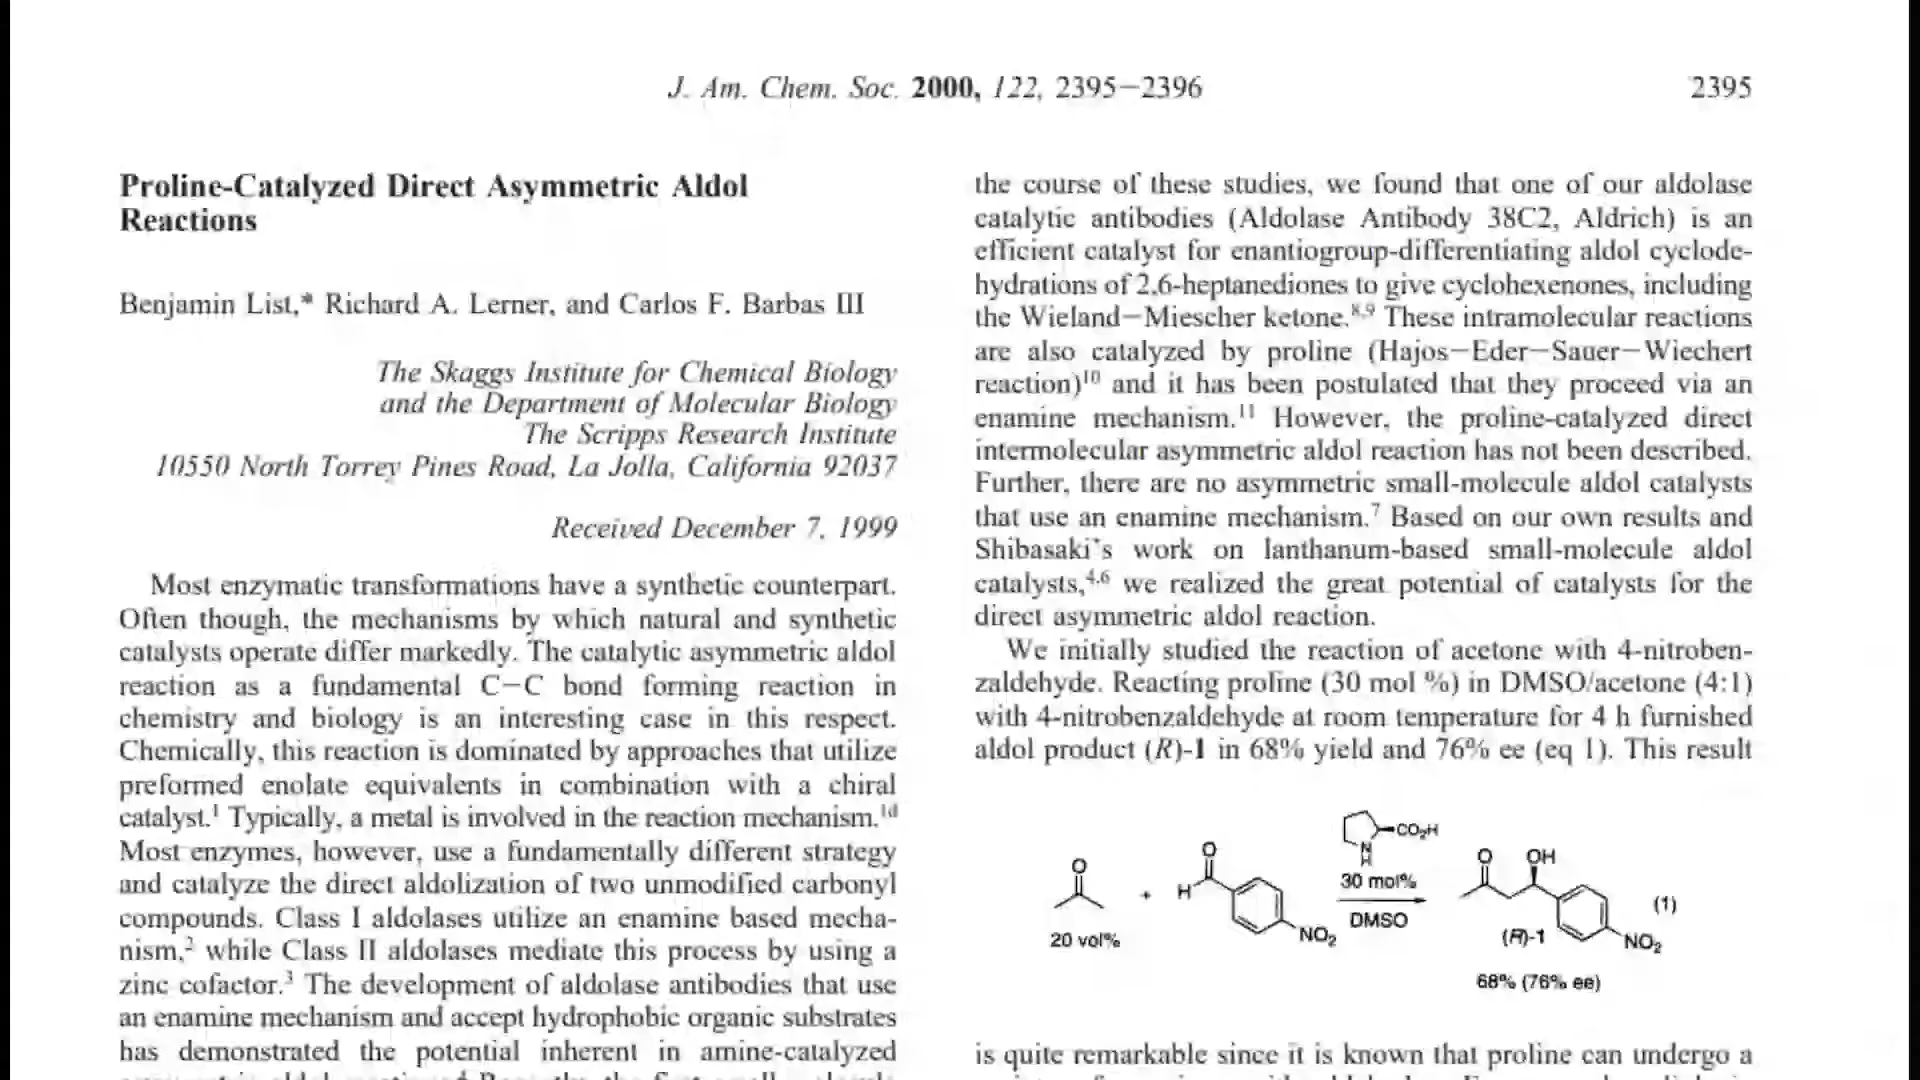 J. Am. Chem. Soc. 2000, 122, 2395−2396
2395
Proline-Catalyzed Direct Asymmetric Aldol
Reactions
Benjamin List,* Richard A. Lerner, and Carlos F. Barbas III
The Skaggs Institute for Chemical Biology
and the Department of Molecular Biology
The Scripps Research Institute
10550 North Torrey Pines Road, La Jolla, California 92037
Received December 7, 1999
Most enzymatic transformations have a synthetic counterpart.
Often though, the mechanisms by which natural and synthetic
catalysts operate differ markedly. The catalytic asymmetric aldol
reaction as a fundamental C−C bond forming reaction in
chemistry and biology is an interesting case in this respect.
Chemically, this reaction is dominated by approaches that utilize
preformed enolate equivalents in combination with a chiral
catalyst.¹ Typically, a metal is involved in the reaction mechanism.¹ᵈ
Most enzymes, however, use a fundamentally different strategy
and catalyze the direct aldolization of two unmodified carbonyl
compounds. Class I aldolases utilize an enamine based mecha-
nism,² while Class II aldolases mediate this process by using a
zinc cofactor.³ The development of aldolase antibodies that use
an enamine mechanism and accept hydrophobic organic substrates
has demonstrated the potential inherent in amine-catalyzed
the course of these studies, we found that one of our aldolase
catalytic antibodies (Aldolase Antibody 38C2, Aldrich) is an
efficient catalyst for enantiogroup-differentiating aldol cyclode-
hydrations of 2,6-heptanediones to give cyclohexenones, including
the Wieland−Miescher ketone.⁸,⁹ These intramolecular reactions
are also catalyzed by proline (Hajos−Eder−Sauer−Wiechert
reaction)¹⁰ and it has been postulated that they proceed via an
enamine mechanism.¹¹ However, the proline-catalyzed direct
intermolecular asymmetric aldol reaction has not been described.
Further, there are no asymmetric small-molecule aldol catalysts
that use an enamine mechanism.⁷ Based on our own results and
Shibasaki's work on lanthanum-based small-molecule aldol
catalysts,⁴,⁶ we realized the great potential of catalysts for the
direct asymmetric aldol reaction.
We initially studied the reaction of acetone with 4-nitroben-
zaldehyde. Reacting proline (30 mol %) in DMSO/acetone (4:1)
with 4-nitrobenzaldehyde at room temperature for 4 h furnished
aldol product (R)-1 in 68% yield and 76% ee (eq 1). This result
O
20 vol%
+
O
H
NO₂
CO₂H
N
H
30 mol%
DMSO
O OH
(R)-1
NO₂
(1)
68% (76% ee)
is quite remarkable since it is known that proline can undergo a